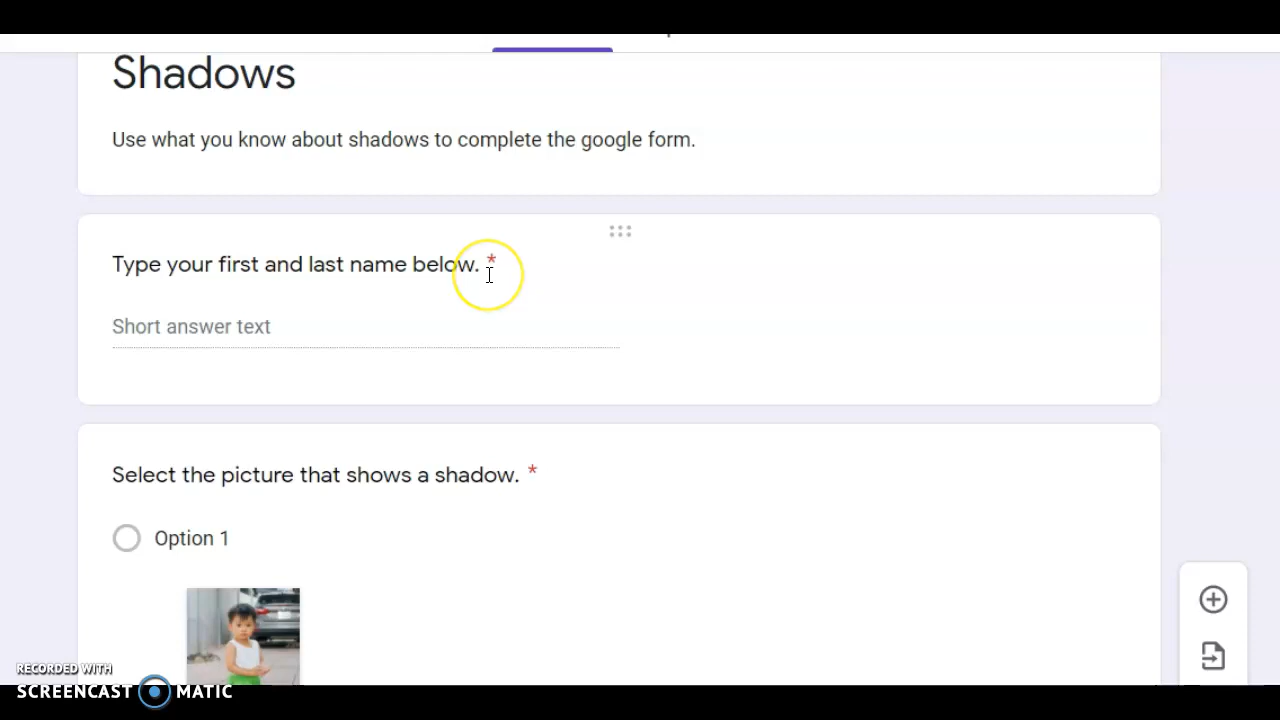 Shadows
Use what you know about shadows to complete the google form.
Type your first and last name below. *
Short answer text
Select the picture that shows a shadow. *
Option 1
RECORDED WITH
SCREENCAST MATIC